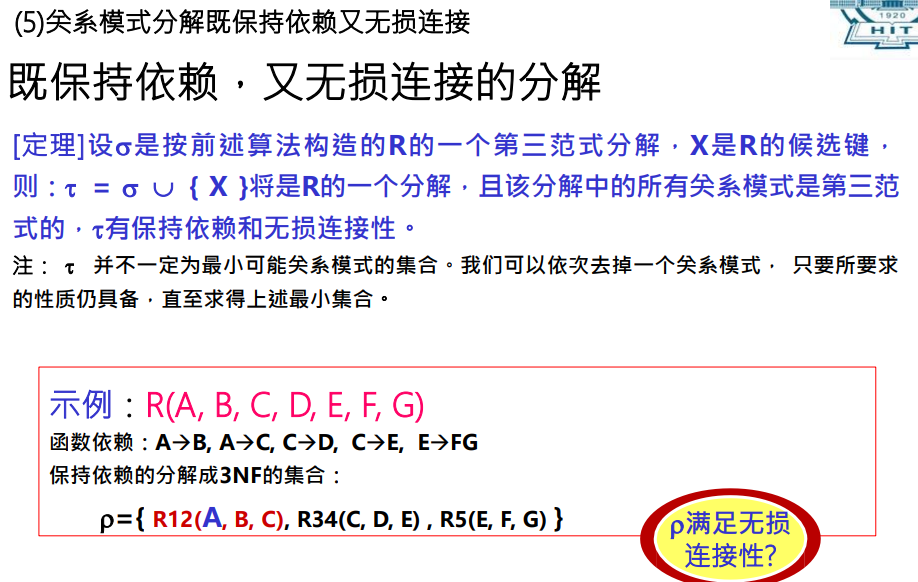 (5)关系模式分解既保持依赖又无损连接
1920
HIT
既保持依赖，又无损连接的分解
[定理]设σ是按前述算法构造的R的一个第三范式分解，X是R的候选键，
则：τ = σ ∪ { X }将是R的一个分解，且该分解中的所有关系模式是第三范
式的，τ有保持依赖和无损连接性。
注： τ 并不一定为最小可能关系模式的集合。我们可以依次去掉一个关系模式， 只要所要求
的性质仍具备，直至求得上述最小集合。
示例：R(A, B, C, D, E, F, G)
函数依赖：A→B, A→C, C→D, C→E, E→FG
保持依赖的分解成3NF的集合：
ρ={ R12(A, B, C), R34(C, D, E) , R5(E, F, G) }
ρ满足无损
连接性?